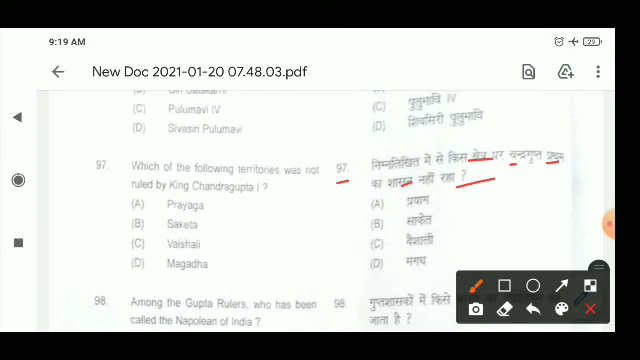 9:19 AM
29
New Doc 2021-01-20 07.48.03.pdf
(B) Siri Satakarni
(C) Pulumavi IV
(D) Sivasiri Pulumavi
(C) पुलुमावि IV
(D) शिवसिरी पुलुमावि
97. Which of the following territories was not
ruled by King Chandragupta I ?
(A) Prayaga
(B) Saketa
(C) Vaishali
(D) Magadha
97. निम्नलिखित में से किस क्षेत्र पर चन्द्रगुप्त प्रथम
का शासन नहीं रहा ?
(A) प्रयाग
(B) साकेत
(C) वैशाली
(D) मगध
98. Among the Gupta Rulers, who has been
called the Napolean of India ?
98. गुप्तशासकों में किसे
जाता है ?